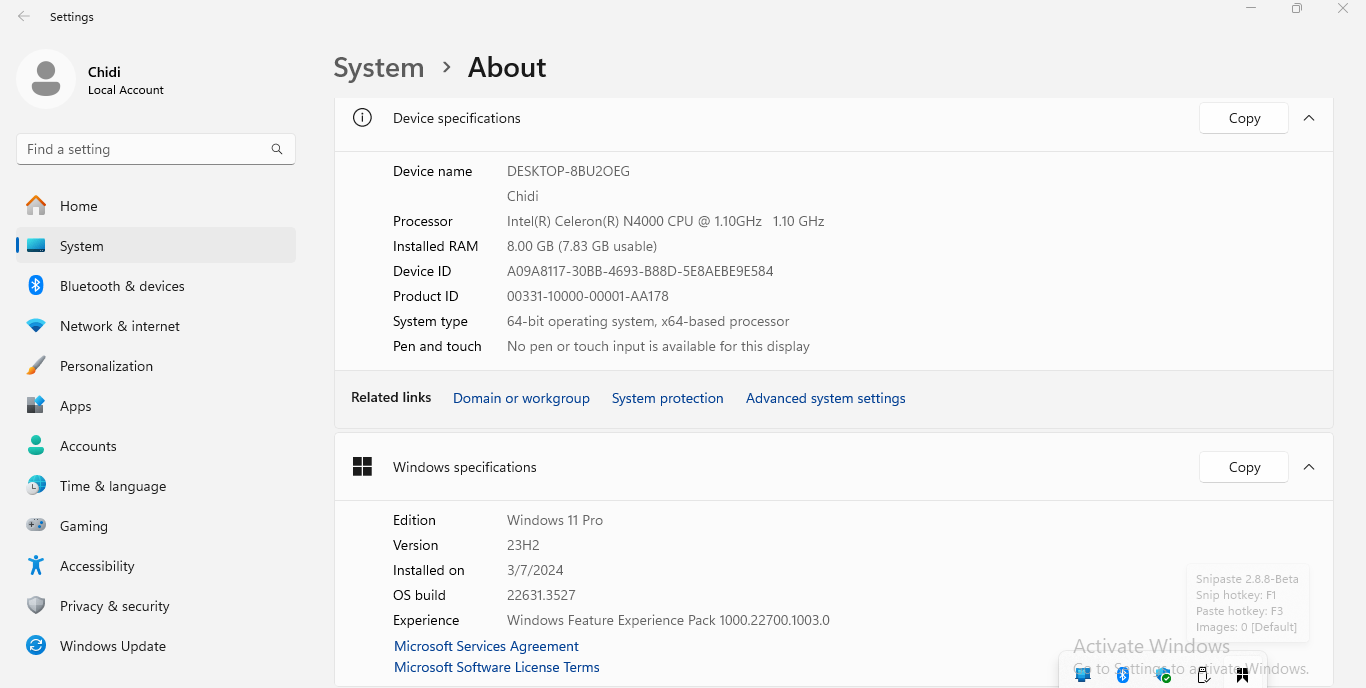 Settings
Chidi
Local Account
Find a setting
Home
System
Bluetooth & devices
Network & internet
Personalization
Apps
Accounts
Time & language
Gaming
Accessibility
Privacy & security
Windows Update
System > About
Device specifications Copy
Device name DESKTOP-8BU2OEG
Chidi
Processor Intel(R) Celeron(R) N4000 CPU @ 1.10GHz 1.10 GHz
Installed RAM 8.00 GB (7.83 GB usable)
Device ID A09A8117-30BB-4693-B88D-5E8AEBE9E584
Product ID 00331-10000-00001-AA178
System type 64-bit operating system, x64-based processor
Pen and touch No pen or touch input is available for this display
Related links Domain or workgroup System protection Advanced system settings
Windows specifications Copy
Edition Windows 11 Pro
Version 23H2
Installed on 3/7/2024
OS build 22631.3527
Experience Windows Feature Experience Pack 1000.22700.1003.0
Microsoft Services Agreement
Microsoft Software License Terms
Snipaste 2.8.8-Beta
Snip hotkey: F1
Paste hotkey: F3
Images: 0 [Default]
Activate Windows
Go to Settings to activate Windows.